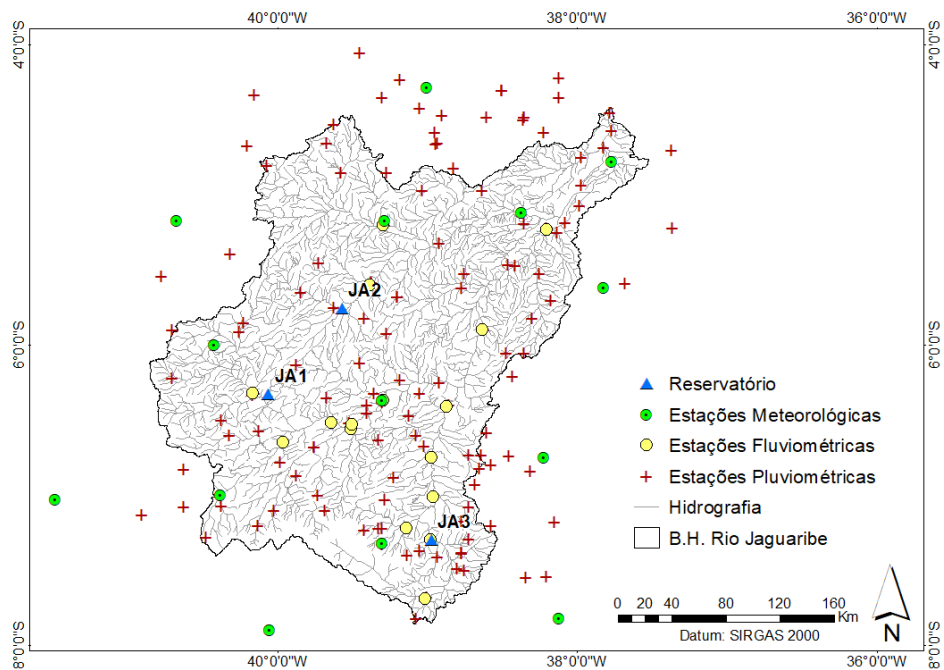 40°0'0"W 38°0'0"W 36°0'0"W
4°0'0"S 4°0'0"S
JA2
6°0'0"S 6°0'0"S
JA1
Reservatório
Estações Meteorológicas
Estações Fluviométricas
Estações Pluviométricas
Hidrografia
JA3
B.H. Rio Jaguaribe
0 20 40 80 120 160
Km
Datum: SIRGAS 2000
N
8°0'0"S 8°0'0"S
40°0'0"W 38°0'0"W 36°0'0"W